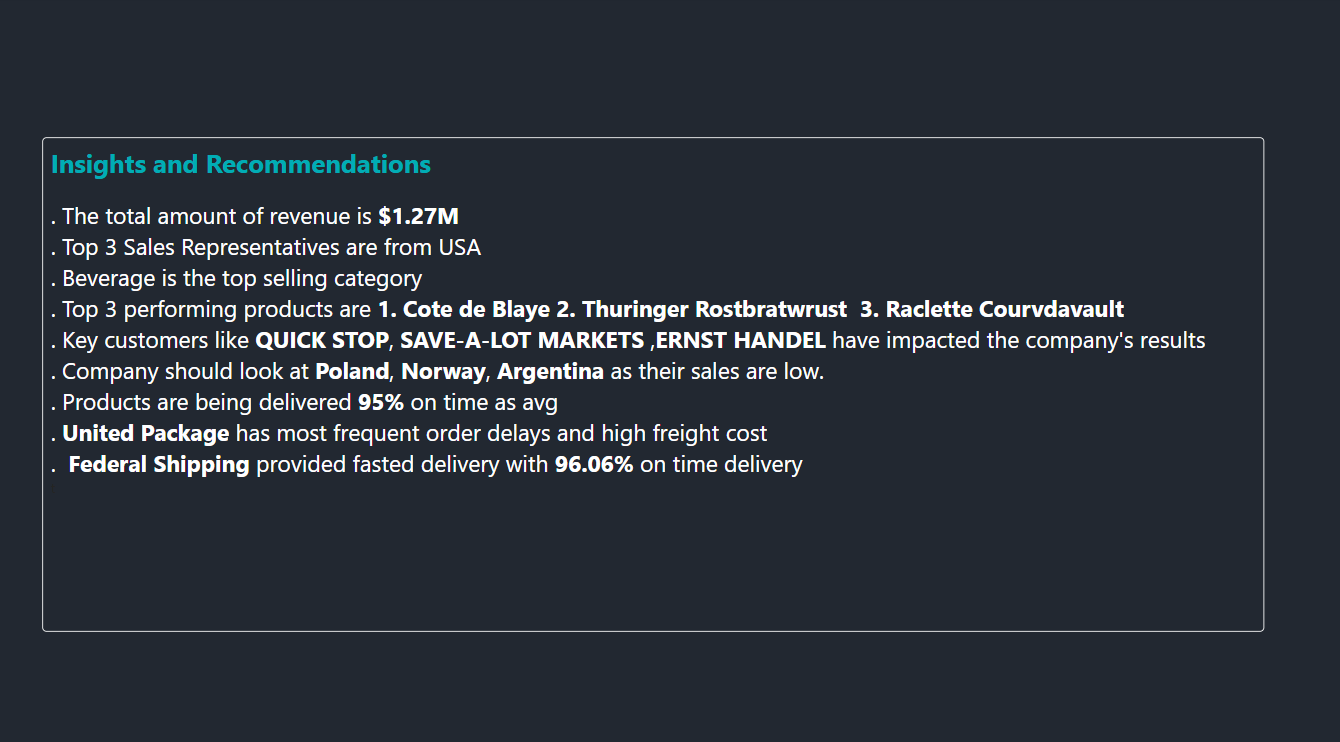 Insights and Recommendations
. The total amount of revenue is $1.27M
. Top 3 Sales Representatives are from USA
. Beverage is the top selling category
. Top 3 performing products are 1. Cote de Blaye 2. Thuringer Rostbratwrust  3. Raclette Courvdavault
. Key customers like QUICK STOP, SAVE-A-LOT MARKETS ,ERNST HANDEL have impacted the company's results
. Company should look at Poland, Norway, Argentina as their sales are low.
. Products are being delivered 95% on time as avg
. United Package has most frequent order delays and high freight cost
.  Federal Shipping provided fasted delivery with 96.06% on time delivery